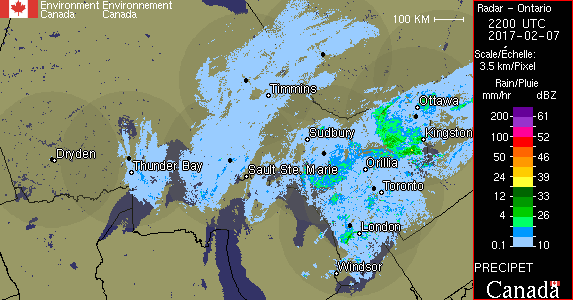 Environment Environnement
Canada Canada
100 KM
Timmins
Ottawa
Sudbury
Kingston
Dryden
Thunder Bay
Sault Ste. Marie
Orillia
Toronto
London
Windsor
Radar - Ontario
2200 UTC
2017-02-07
Scale/Échelle:
3.5 km/Pixel
Rain/Pluie
mm/hr dBZ
200 61
100 52
50 46
24 39
12 33
4 26
0.1 10
PRECIPET
Canada